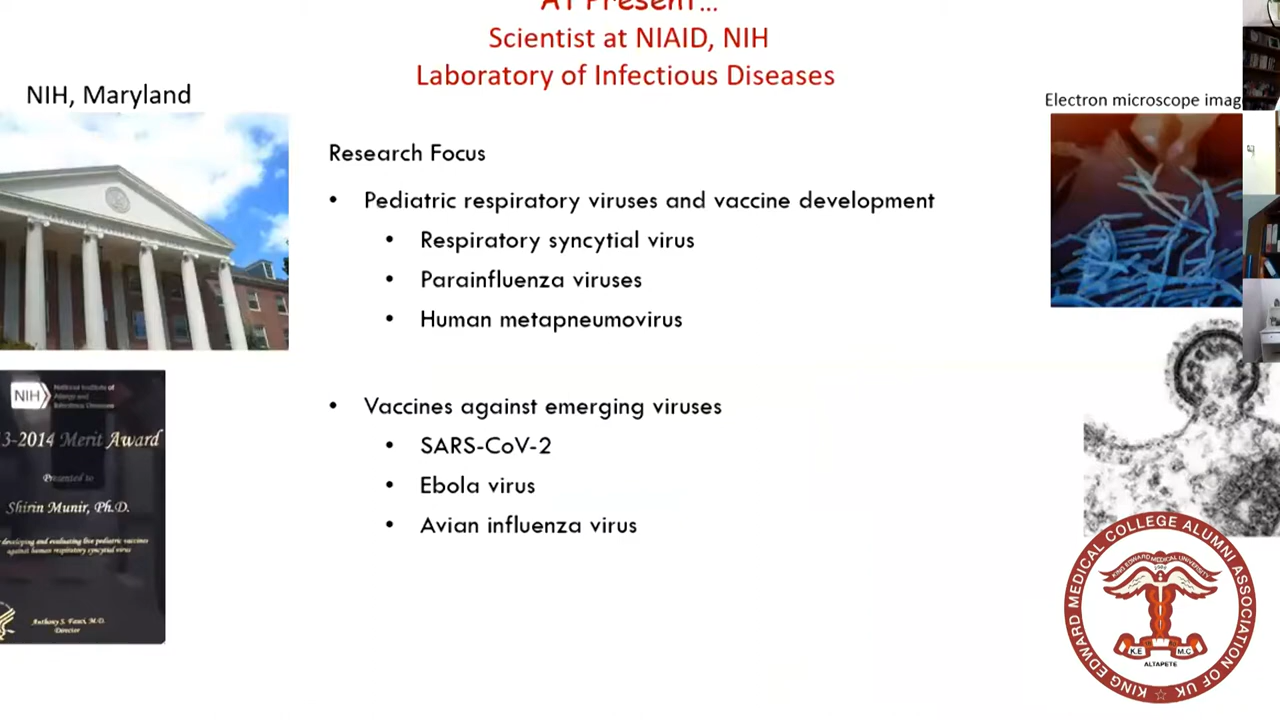 At Present...
Scientist at NIAID, NIH
Laboratory of Infectious Diseases
NIH, Maryland
Electron microscope imag
Research Focus
• Pediatric respiratory viruses and vaccine development
• Respiratory syncytial virus
• Parainfluenza viruses
• Human metapneumovirus
• Vaccines against emerging viruses
• SARS-CoV-2
• Ebola virus
• Avian influenza virus
NIH
National Institute of
Allergy and
Infectious Diseases
3-2014 Merit Award
Presented to
Shirin Munir, Ph.D.
developing and evaluating live pediatric vaccines
against human respiratory syncytial virus
Anthony S. Fauci, M.D.
Director
KING EDWARD MEDICAL COLLEGE ALUMNI ASSOCIATION OF UK
KING EDWARD MEDICAL UNIVERSITY
K.E M.C
ALTAPETE